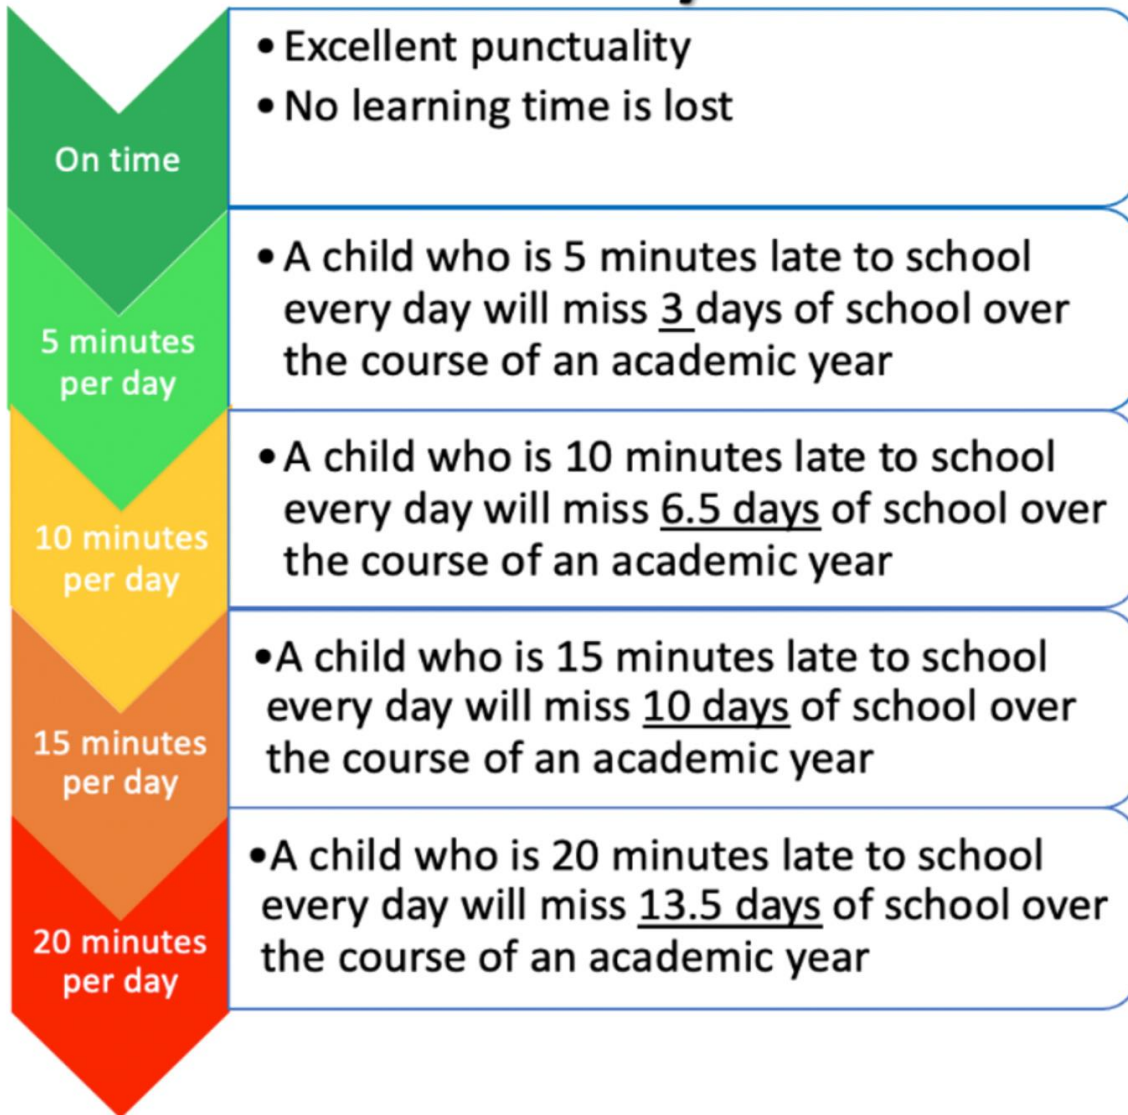 • Excellent punctuality
• No learning time is lost
On time
• A child who is 5 minutes late to school
every day will miss 3 days of school over
the course of an academic year
5 minutes
per day
• A child who is 10 minutes late to school
every day will miss 6.5 days of school over
the course of an academic year
10 minutes
per day
•A child who is 15 minutes late to school
every day will miss 10 days of school over
the course of an academic year
15 minutes
per day
•A child who is 20 minutes late to school
every day will miss 13.5 days of school over
the course of an academic year
20 minutes
per day